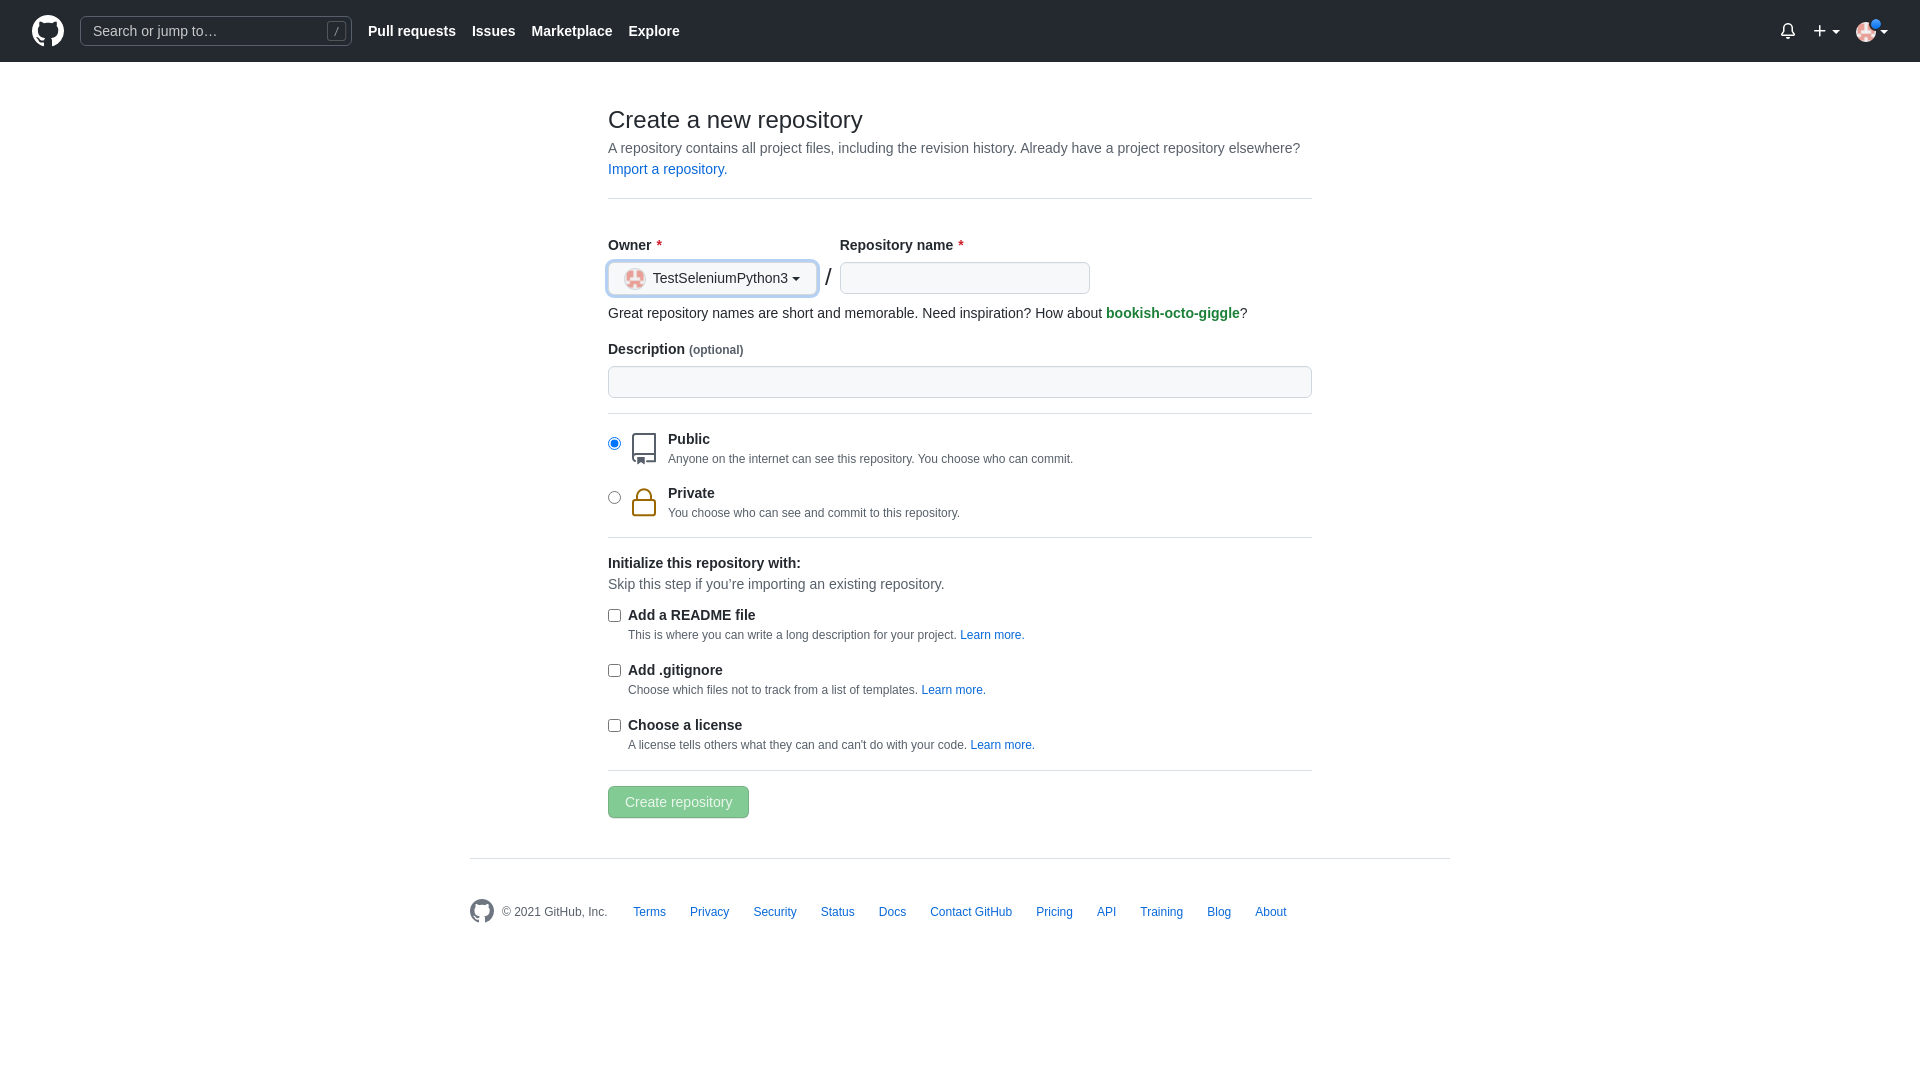 Search or jump to…
/
Pull requests Issues Marketplace Explore
Create a new repository
A repository contains all project files, including the revision history. Already have a project repository elsewhere?
Import a repository.
Owner * Repository name *
TestSeleniumPython3 /
Great repository names are short and memorable. Need inspiration? How about bookish-octo-giggle?
Description (optional)
Public
Anyone on the internet can see this repository. You choose who can commit.
Private
You choose who can see and commit to this repository.
Initialize this repository with:
Skip this step if you’re importing an existing repository.
Add a README file
This is where you can write a long description for your project. Learn more.
Add .gitignore
Choose which files not to track from a list of templates. Learn more.
Choose a license
A license tells others what they can and can't do with your code. Learn more.
Create repository
© 2021 GitHub, Inc. Terms Privacy Security Status Docs Contact GitHub Pricing API Training Blog About